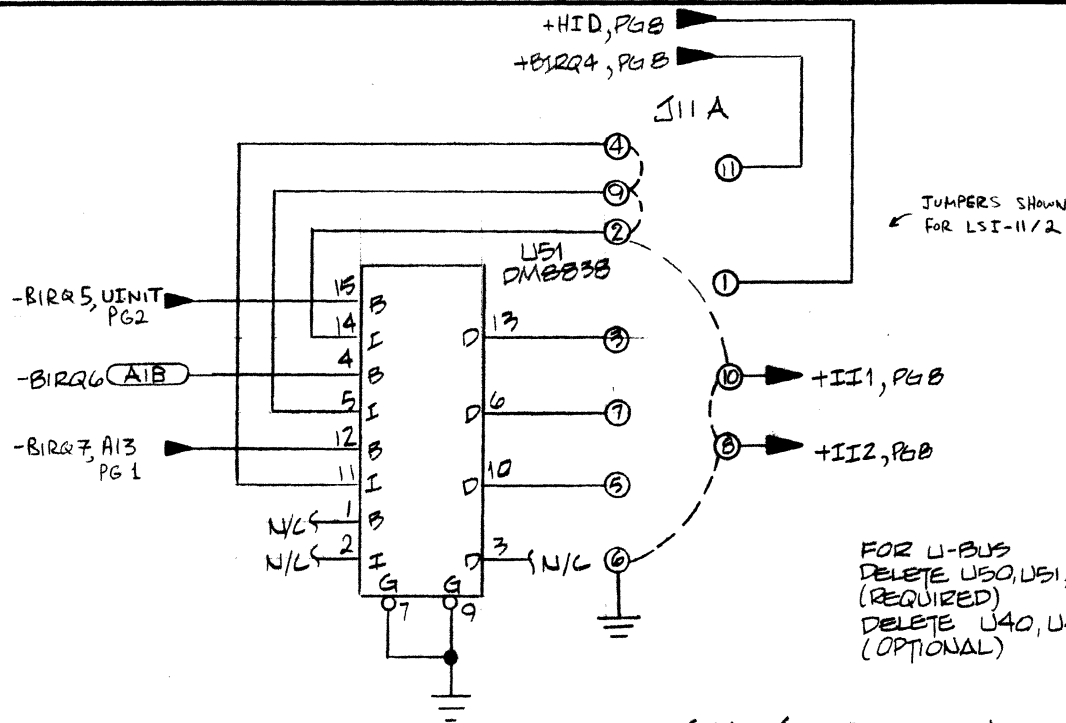 +HID, PG8
+BIRQ4, PG8
J11 A
4
11
9
JUMPERS SHOWN
FOR LSI-11/2
2
U51
DM8838
1
-BIRQ5, UINIT
PG2
15 B
14 I
D 13
3
-BIRQ6 A1B
4 B
10
+II1, PG8
5 I
D 6
7
-BIRQ7, A13
PG 1
12 B
8
+II2, PG8
11 I
D 10
5
N/C 1 B
N/C 2 I
D 3 N/C
6
G G
7 9
FOR U-BUS
DELETE U50, U51,
(REQUIRED)
DELETE U40,
(OPTIONAL)